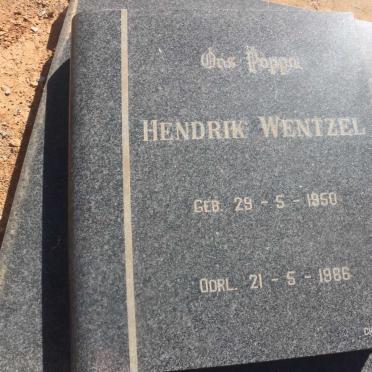 Ons Poppa
HENDRIK WENTZEL
GEB. 29 - 5 - 1950
OORL. 21 - 5 - 1986